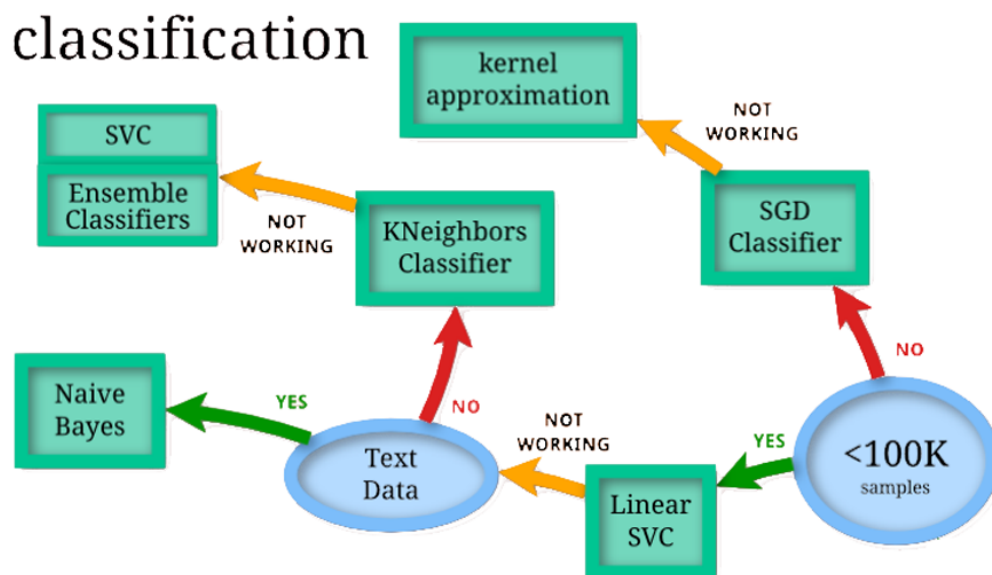 classification
kernel
approximation
NOT
WORKING
SVC
Ensemble
Classifiers
NOT
WORKING
KNeighbors
Classifier
SGD
Classifier
NO
NO
YES
Naive
Bayes
Text
Data
NOT
WORKING
Linear
SVC
YES
<100K
samples